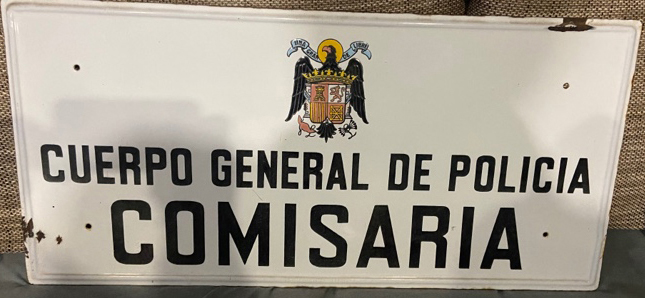 CUERPO GENERAL DE POLICIA
COMISARIA